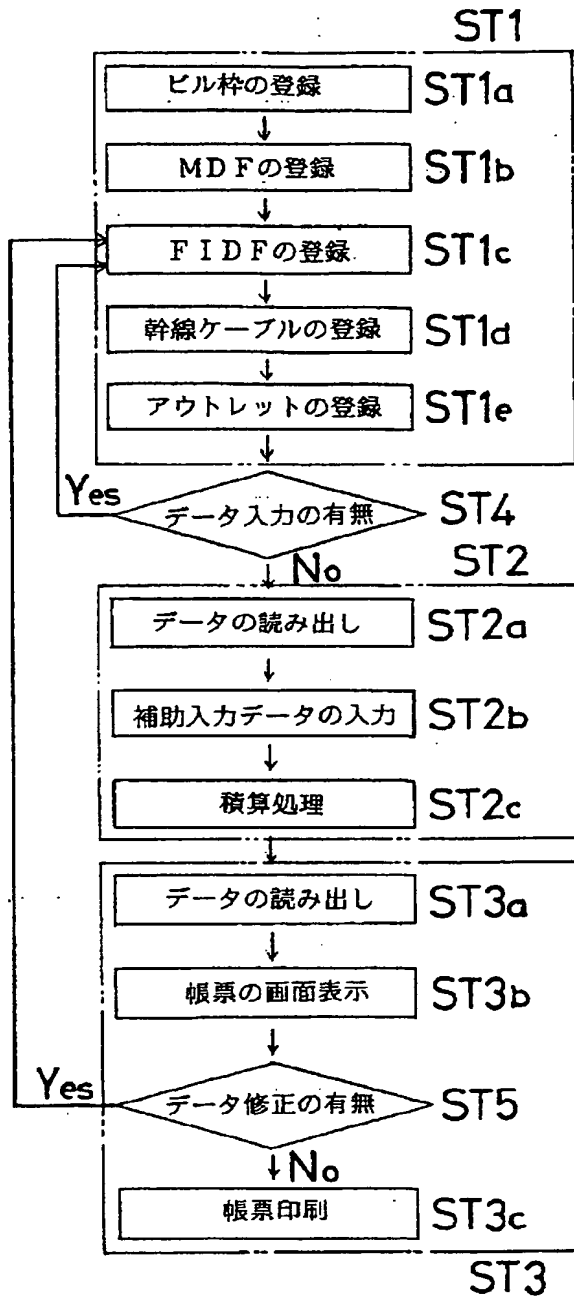 ST1
ビル枠の登録 ST1a
MDFの登録 ST1b
FIDFの登録 ST1c
幹線ケーブルの登録 ST1d
アウトレットの登録 ST1e
Yes
データ入力の有無 ST4
No
ST2
データの読み出し ST2a
補助入力データの入力 ST2b
積算処理 ST2c
データの読み出し ST3a
帳票の画面表示 ST3b
Yes
データ修正の有無 ST5
No
帳票印刷 ST3c
ST3